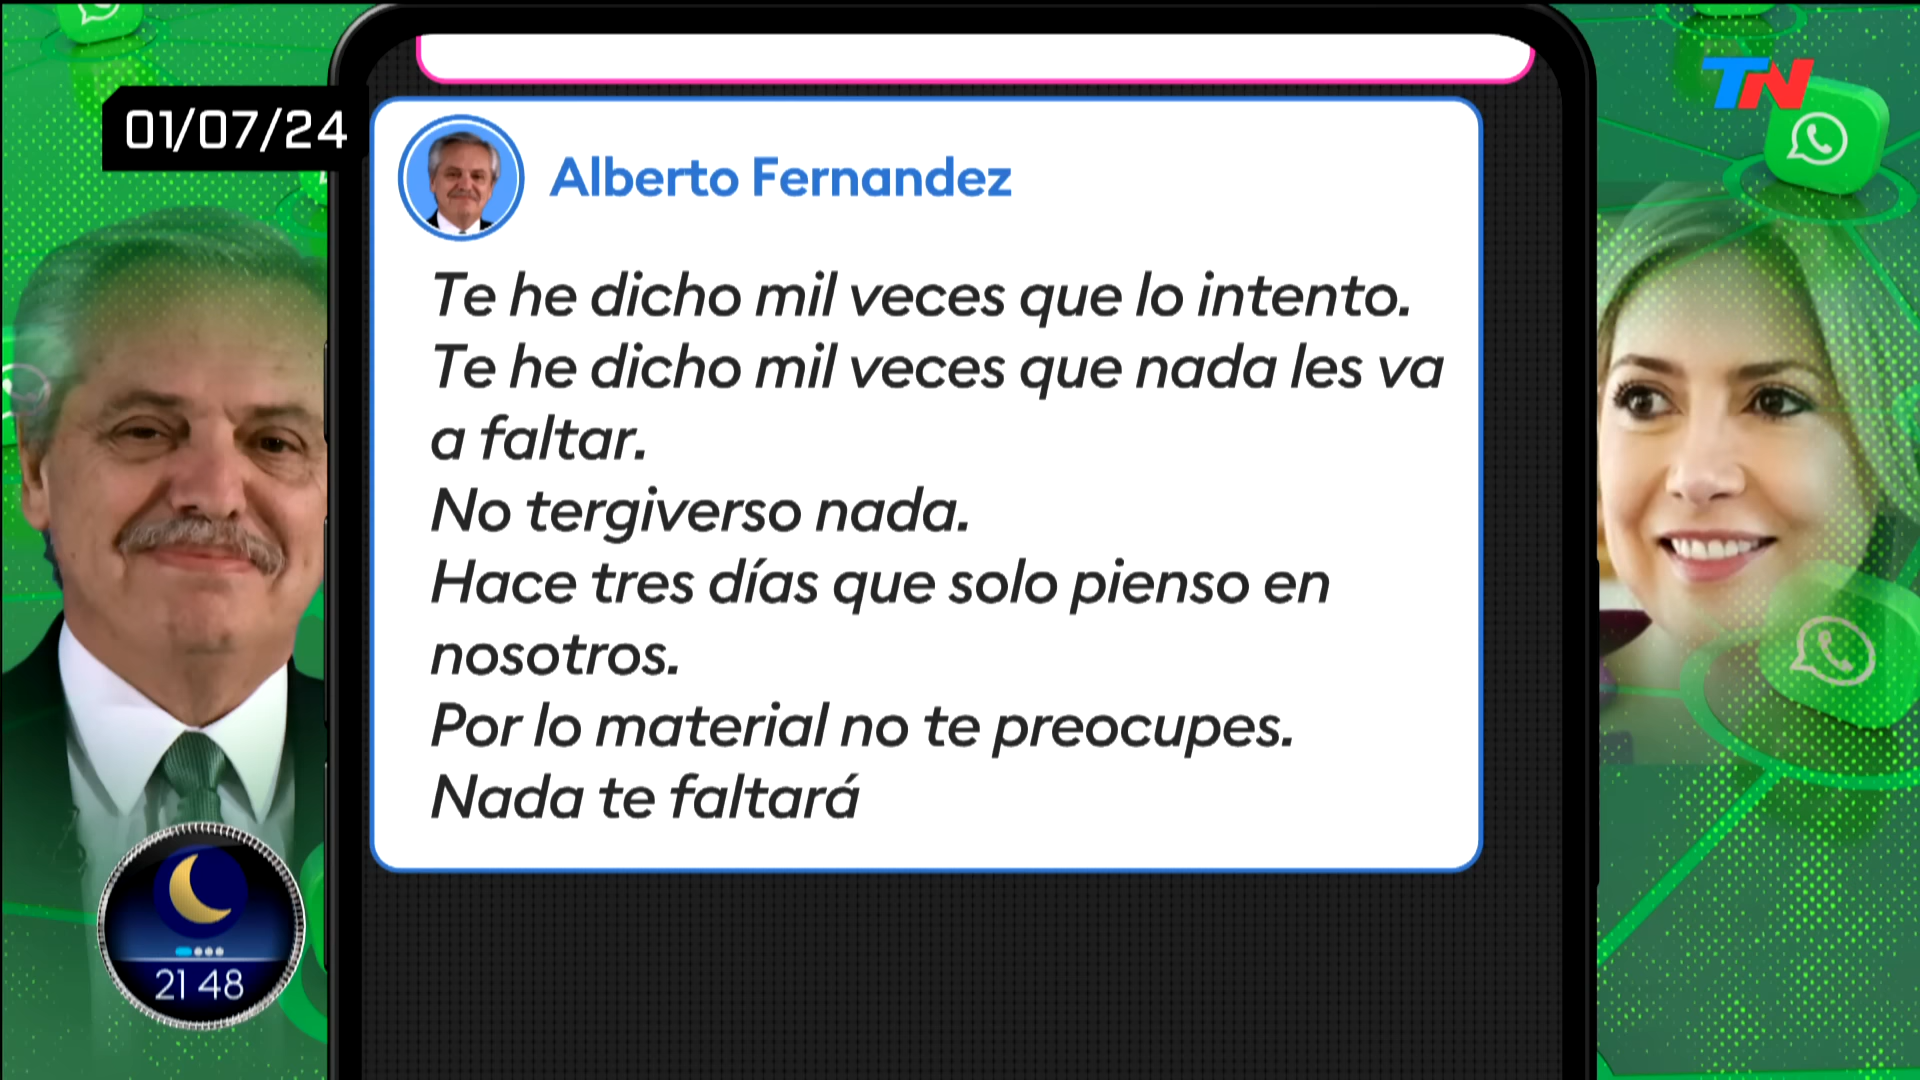 TN
01/07/24
Alberto Fernandez
Te he dicho mil veces que lo intento.
Te he dicho mil veces que nada les va
a faltar.
No tergiverso nada.
Hace tres días que solo pienso en
nosotros.
Por lo material no te preocupes.
Nada te faltará
21 48